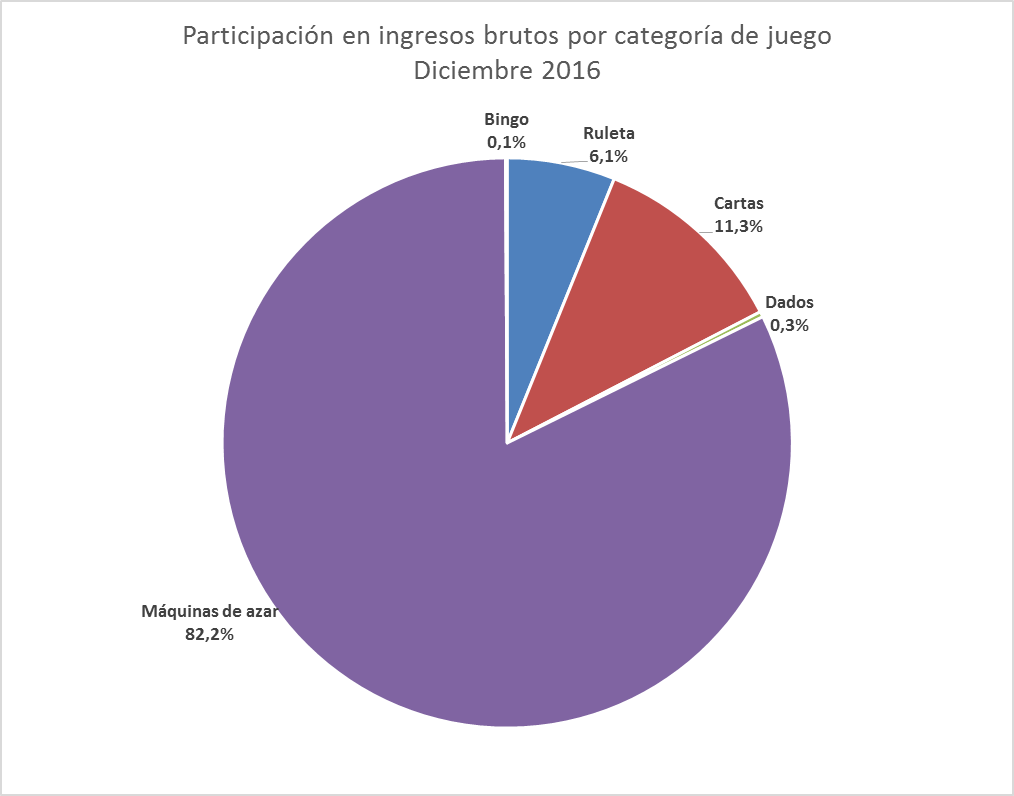 Participación en ingresos brutos por categoría de juego
Diciembre 2016
Bingo
0,1%
Ruleta
6,1%
Cartas
11,3%
Dados
0,3%
Máquinas de azar
82,2%